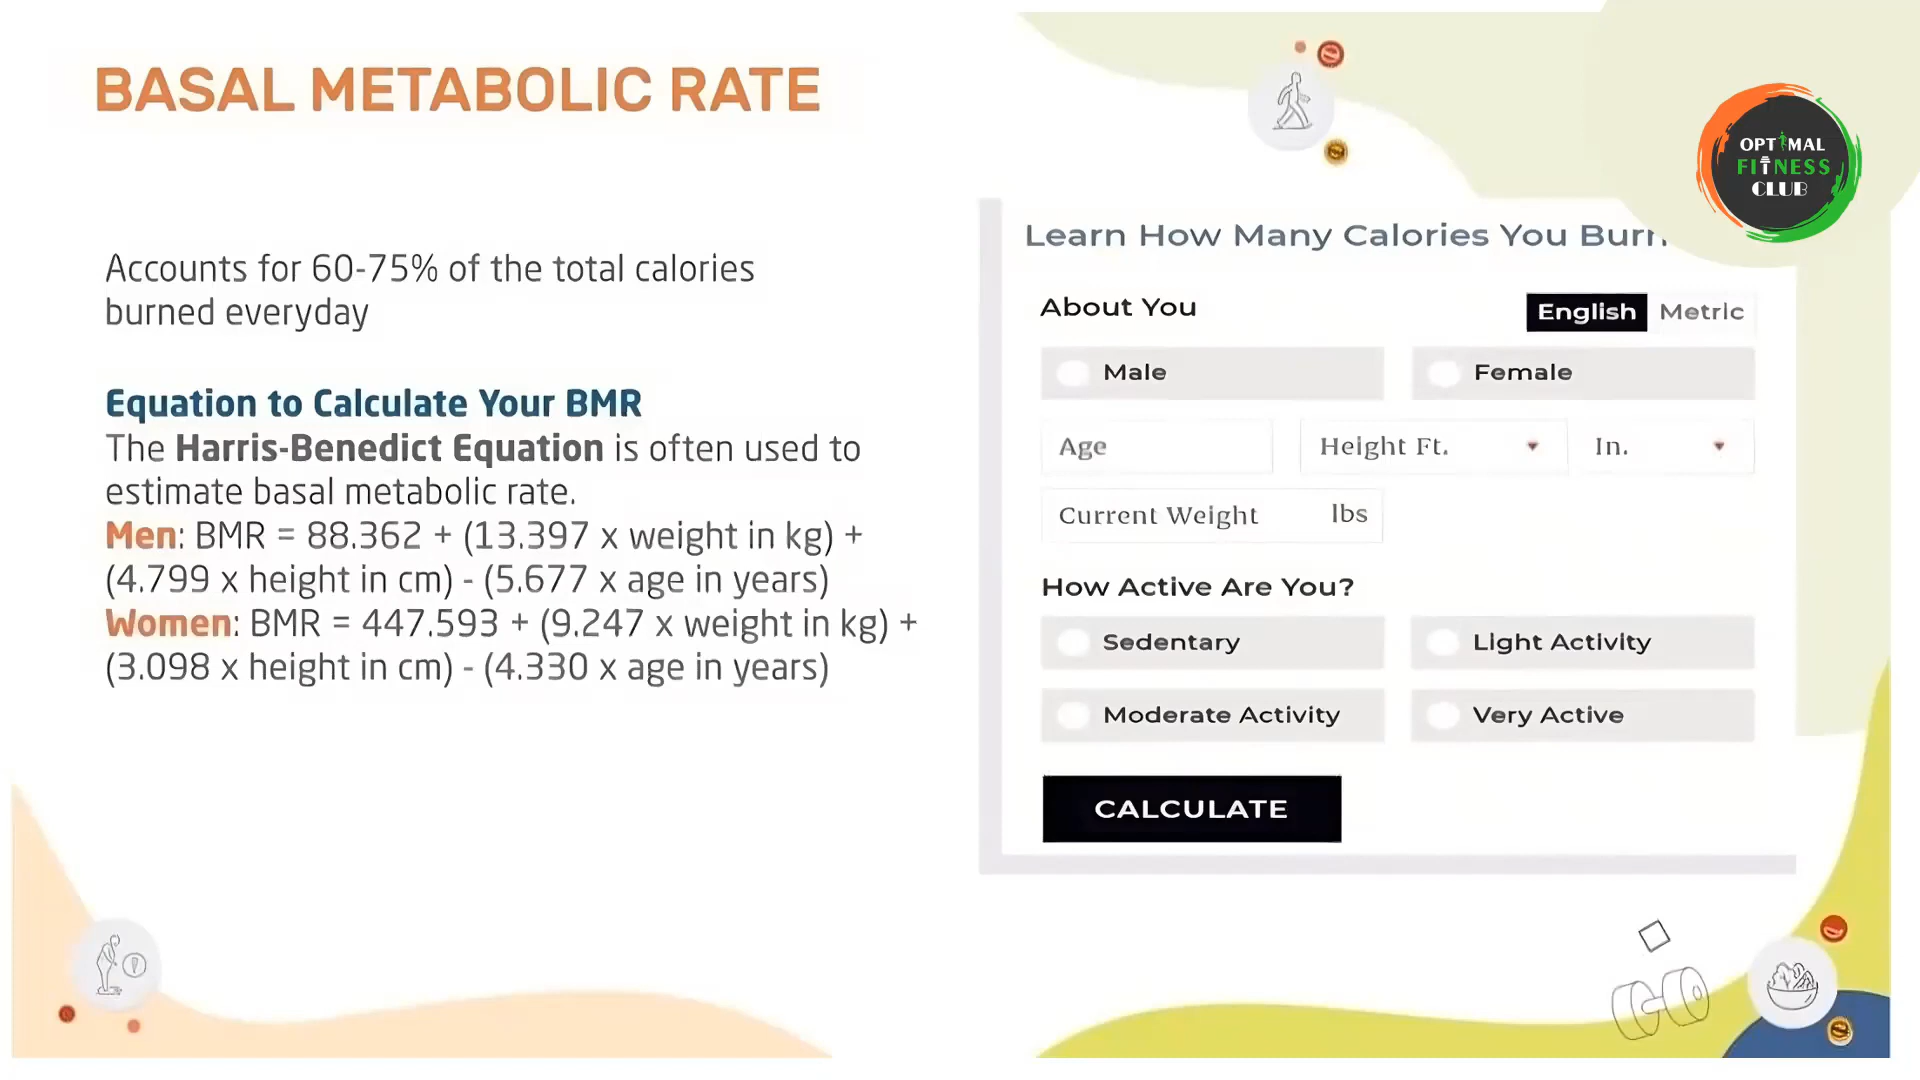 BASAL METABOLIC RATE
OPTIMAL
FITNESS
CLUB
Accounts for 60-75% of the total calories
burned everyday
Equation to Calculate Your BMR
The Harris-Benedict Equation is often used to
estimate basal metabolic rate.
Men: BMR = 88.362 + (13.397 x weight in kg) +
(4.799 x height in cm) - (5.677 x age in years)
Women: BMR = 447.593 + (9.247 x weight in kg) +
(3.098 x height in cm) - (4.330 x age in years)
Learn How Many Calories You Burn
About You
English Metric
Male Female
Age Height Ft. In.
Current Weight lbs
How Active Are You?
Sedentary Light Activity
Moderate Activity Very Active
CALCULATE